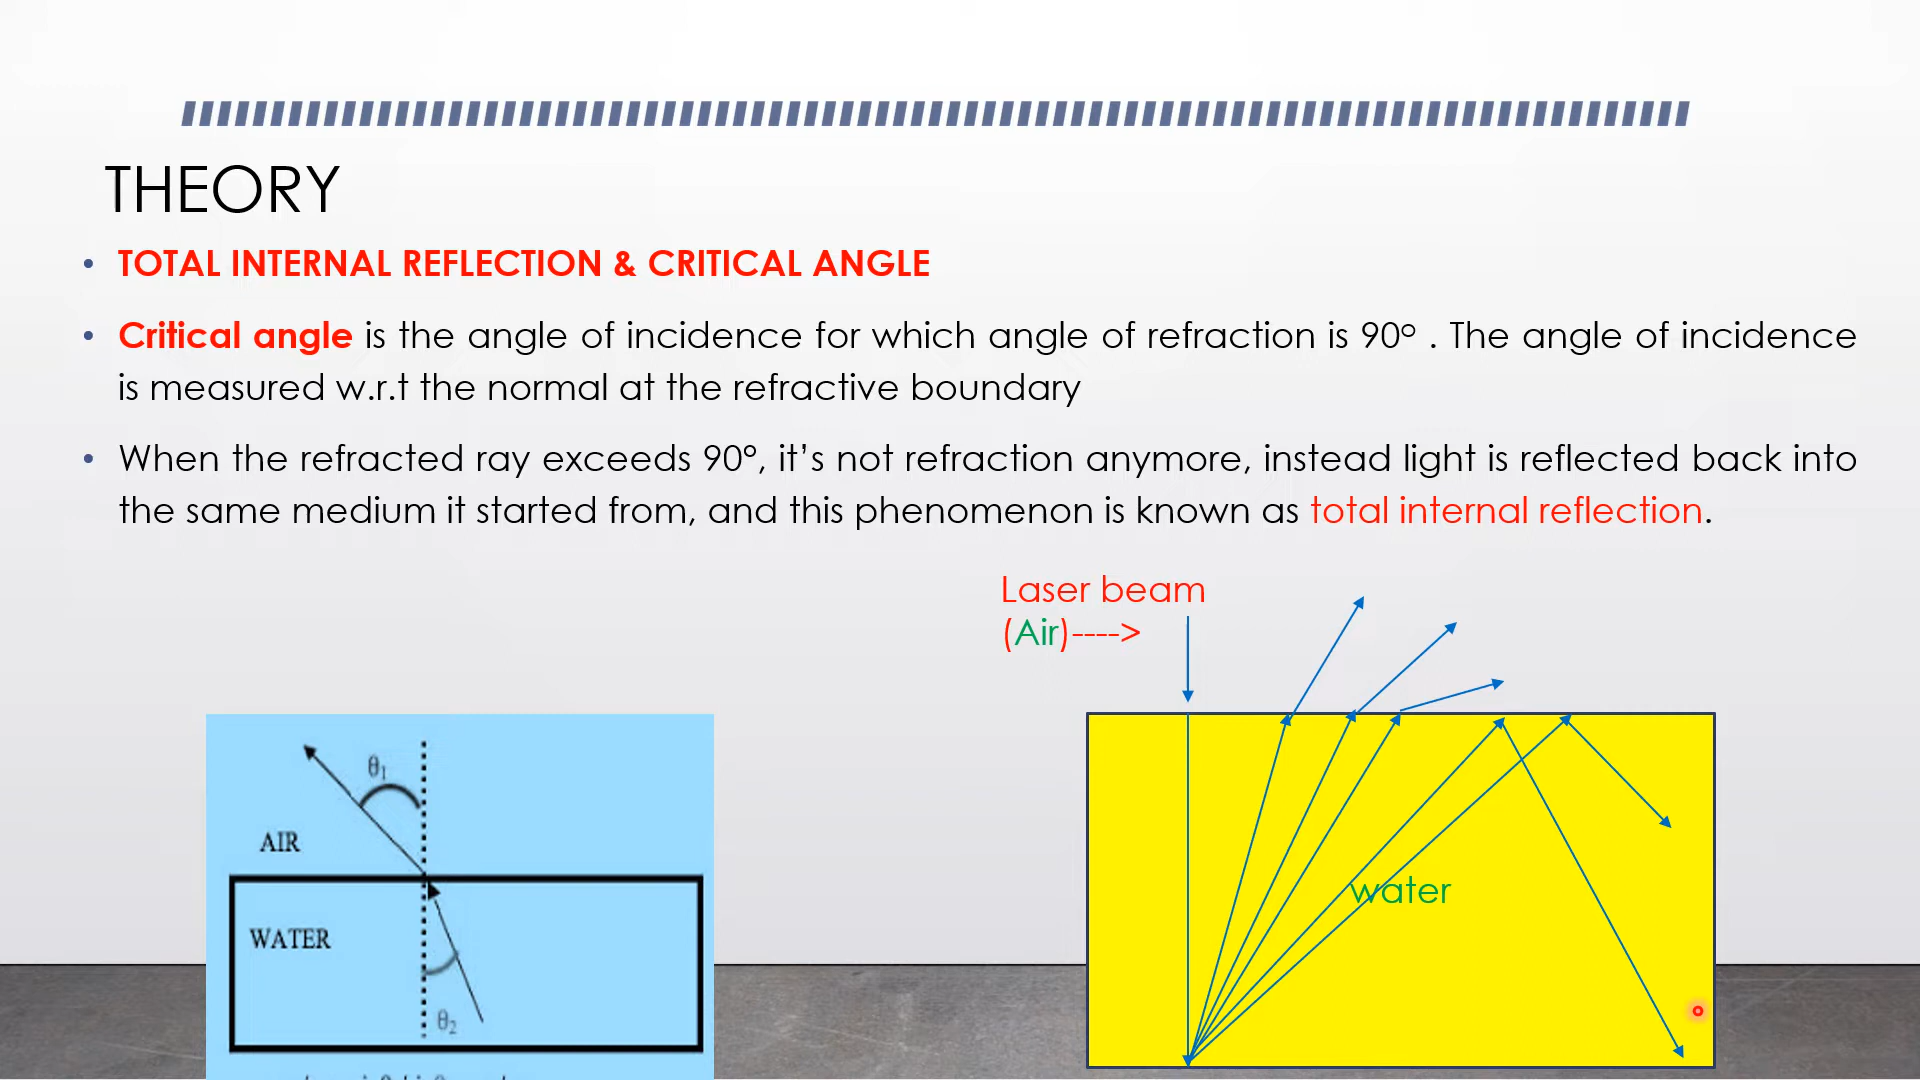 THEORY
• TOTAL INTERNAL REFLECTION & CRITICAL ANGLE
• Critical angle is the angle of incidence for which angle of refraction is 90° . The angle of incidence
is measured w.r.t the normal at the refractive boundary
• When the refracted ray exceeds 90°, it’s not refraction anymore, instead light is reflected back into
the same medium it started from, and this phenomenon is known as total internal reflection.
Laser beam
(Air)---->
θ₁
AIR
WATER
θ₂
water